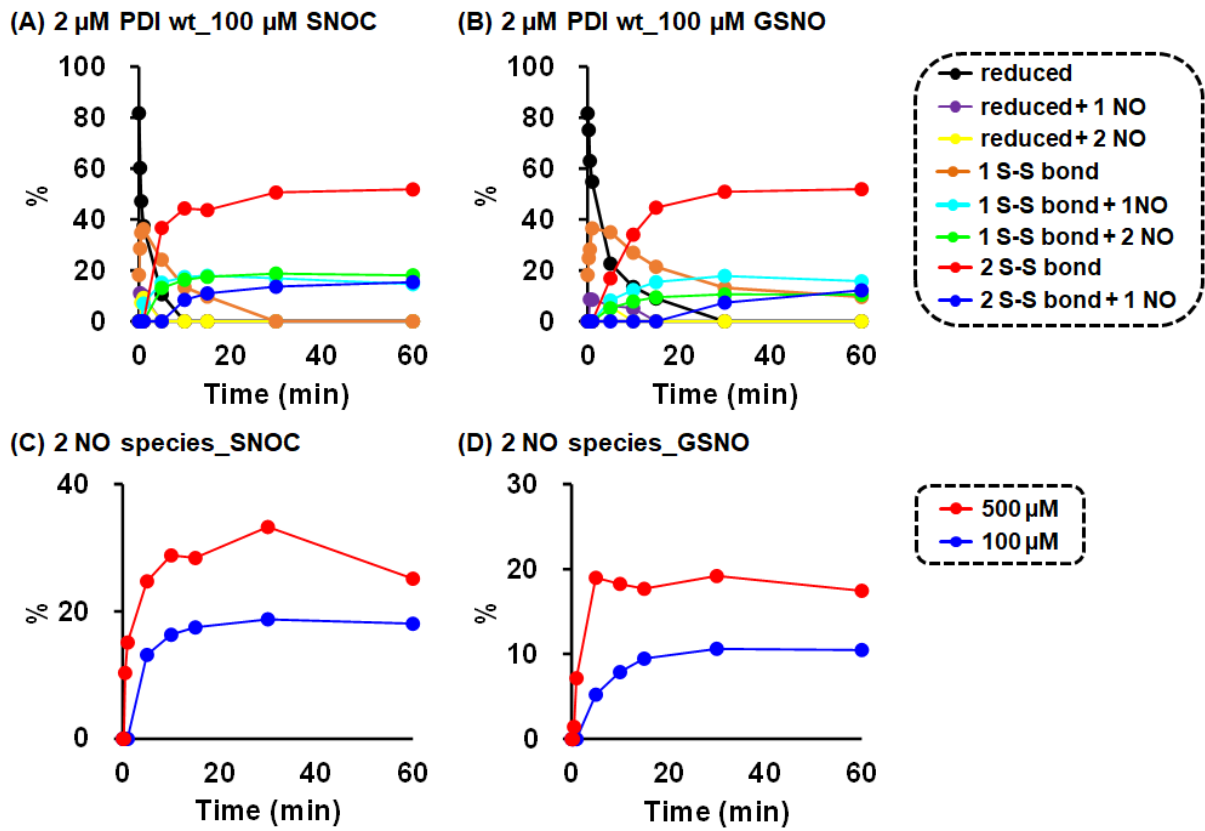 (A) 2 µM PDI wt_100 µM SNOC
(B) 2 µM PDI wt_100 µM GSNO
100
80
60
40
20
0
%
0
20
40
60
Time (min)
100
80
60
40
20
0
%
0
20
40
60
Time (min)
reduced
reduced + 1 NO
reduced + 2 NO
1 S-S bond
1 S-S bond + 1NO
1 S-S bond + 2 NO
2 S-S bond
2 S-S bond + 1 NO
(C) 2 NO species_SNOC
(D) 2 NO species_GSNO
40
20
0
%
0
20
40
60
Time (min)
30
20
10
0
%
0
20
40
60
Time (min)
500 µM
100 µM